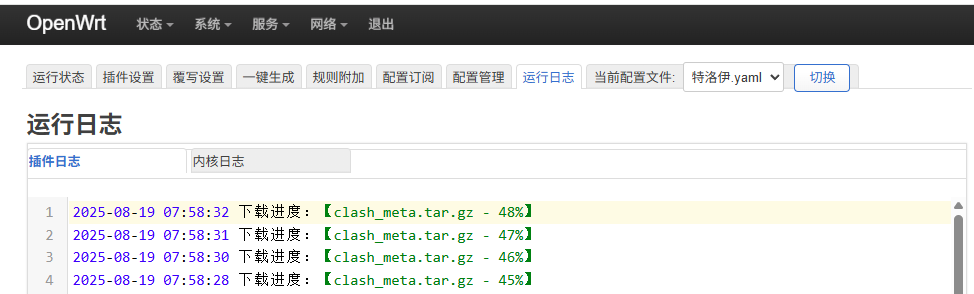 OpenWrt 状态 系统 服务 网络 退出
运行状态 插件设置 覆写设置 一键生成 规则附加 配置订阅 配置管理 运行日志 当前配置文件: 特洛伊.yaml 切换
运行日志
插件日志 内核日志
1 2025-08-19 07:58:32 下载进度：【clash_meta.tar.gz - 48%】
2 2025-08-19 07:58:31 下载进度：【clash_meta.tar.gz - 47%】
3 2025-08-19 07:58:30 下载进度：【clash_meta.tar.gz - 46%】
4 2025-08-19 07:58:28 下载进度：【clash_meta.tar.gz - 45%】